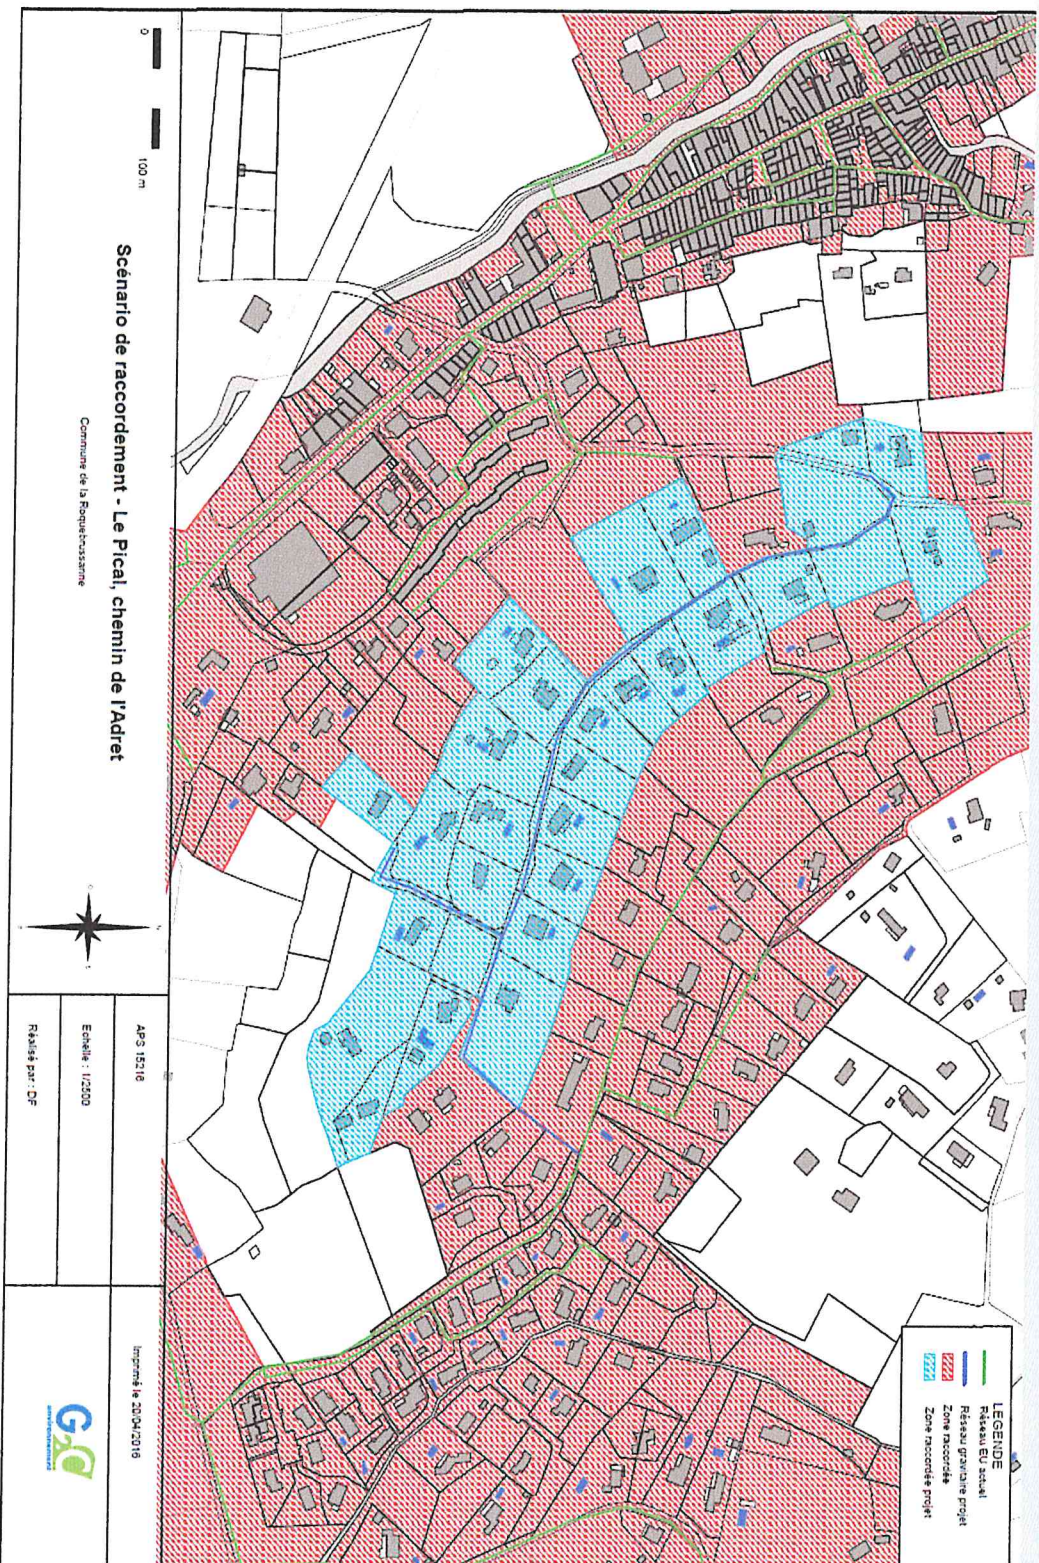 LEGENDE
Réseau EU actuel
Réseau gravitaire projet
Zone raccordée
Zone raccordée projet
0
100 m
Scénario de raccordement - Le Pical, chemin de l'Adret
Commune de la Roquebrussanne
APS 15216
Echelle : 1/2500
Réalisé par : DF
Imprimé le 20/04/2016
G2C
environnement